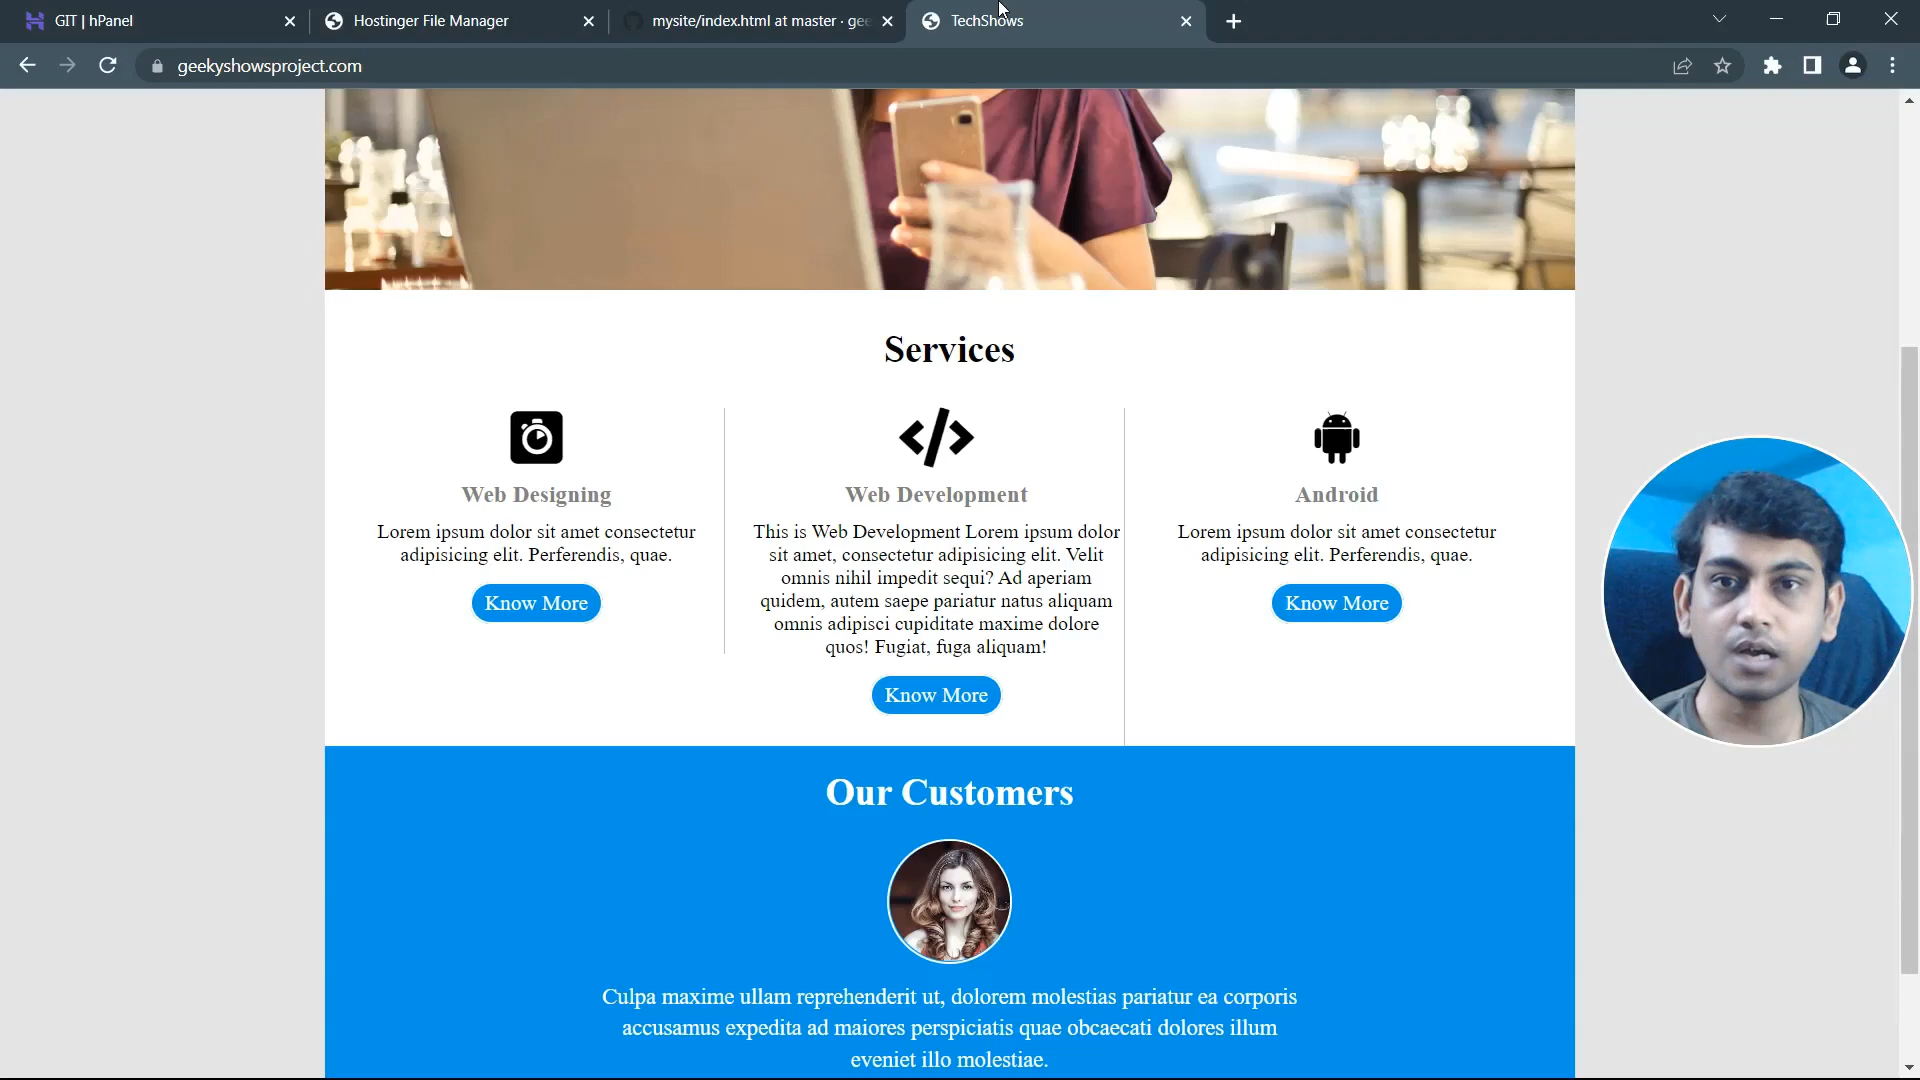 GIT | hPanel
Hostinger File Manager
mysite/index.html at master · gee
TechShows
geekyshowsproject.com
Services
Web Designing
Lorem ipsum dolor sit amet consectetur
adipisicing elit. Perferendis, quae.
Know More
Web Development
This is Web Development Lorem ipsum dolor
sit amet, consectetur adipisicing elit. Velit
omnis nihil impedit sequi? Ad aperiam
quidem, autem saepe pariatur natus aliquam
omnis adipisci cupiditate maxime dolore
quos! Fugiat, fuga aliquam!
Know More
Android
Lorem ipsum dolor sit amet consectetur
adipisicing elit. Perferendis, quae.
Know More
Our Customers
Culpa maxime ullam reprehenderit ut, dolorem molestias pariatur ea corporis
accusamus expedita ad maiores perspiciatis quae obcaecati dolores illum
eveniet illo molestiae.